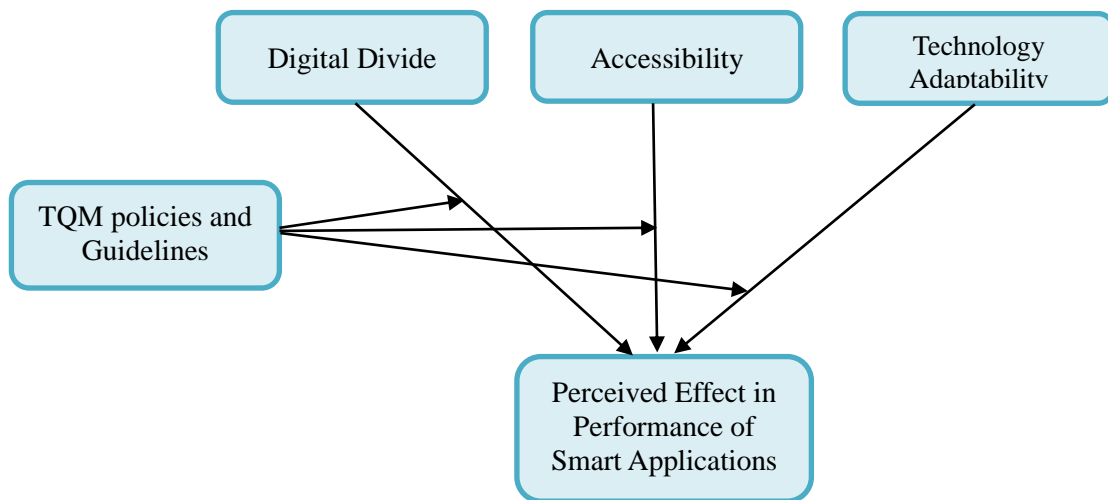 Digital Divide
Accessibility
Technology
Adaptability
TQM policies and
Guidelines
Perceived Effect in
Performance of
Smart Applications